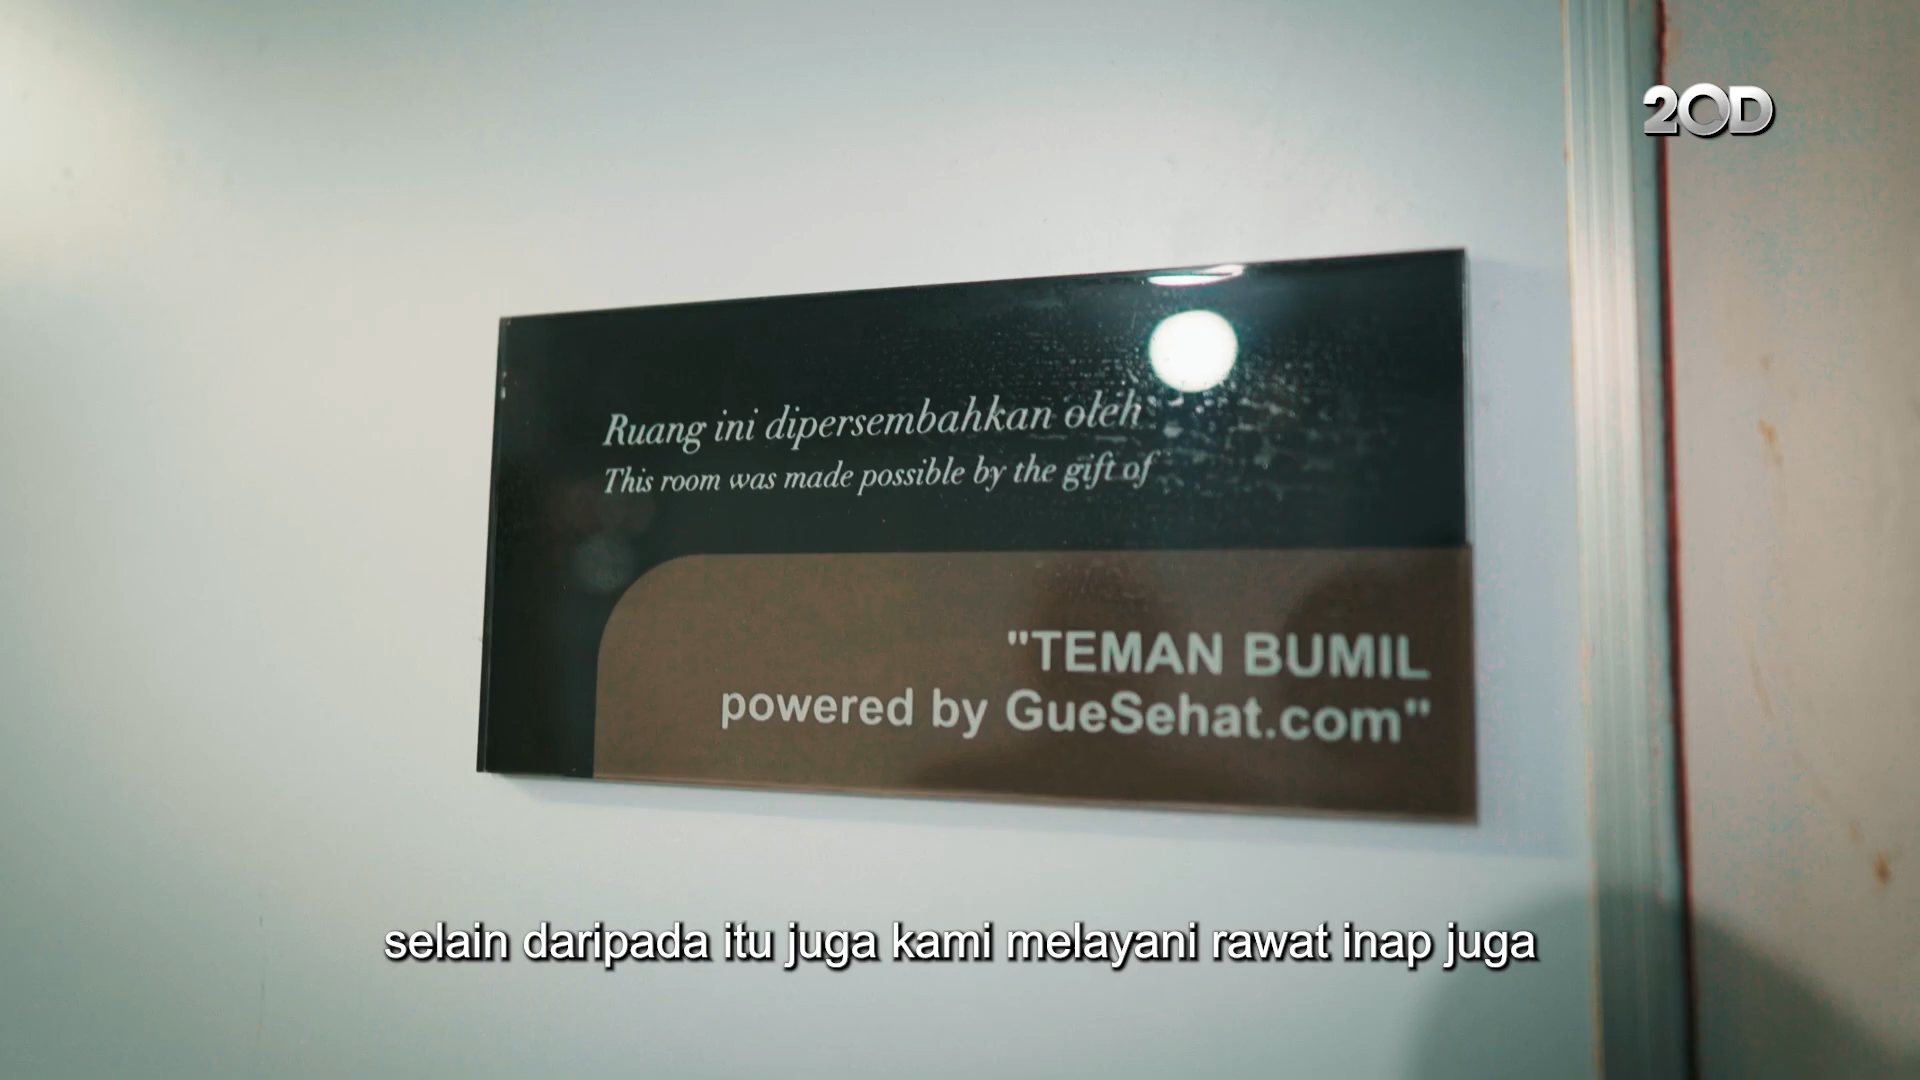 2OD
Ruang ini dipersembahkan oleh
This room was made possible by the gift of
"TEMAN BUMIL
powered by GueSehat.com"
selain daripada itu juga kami melayani rawat inap juga